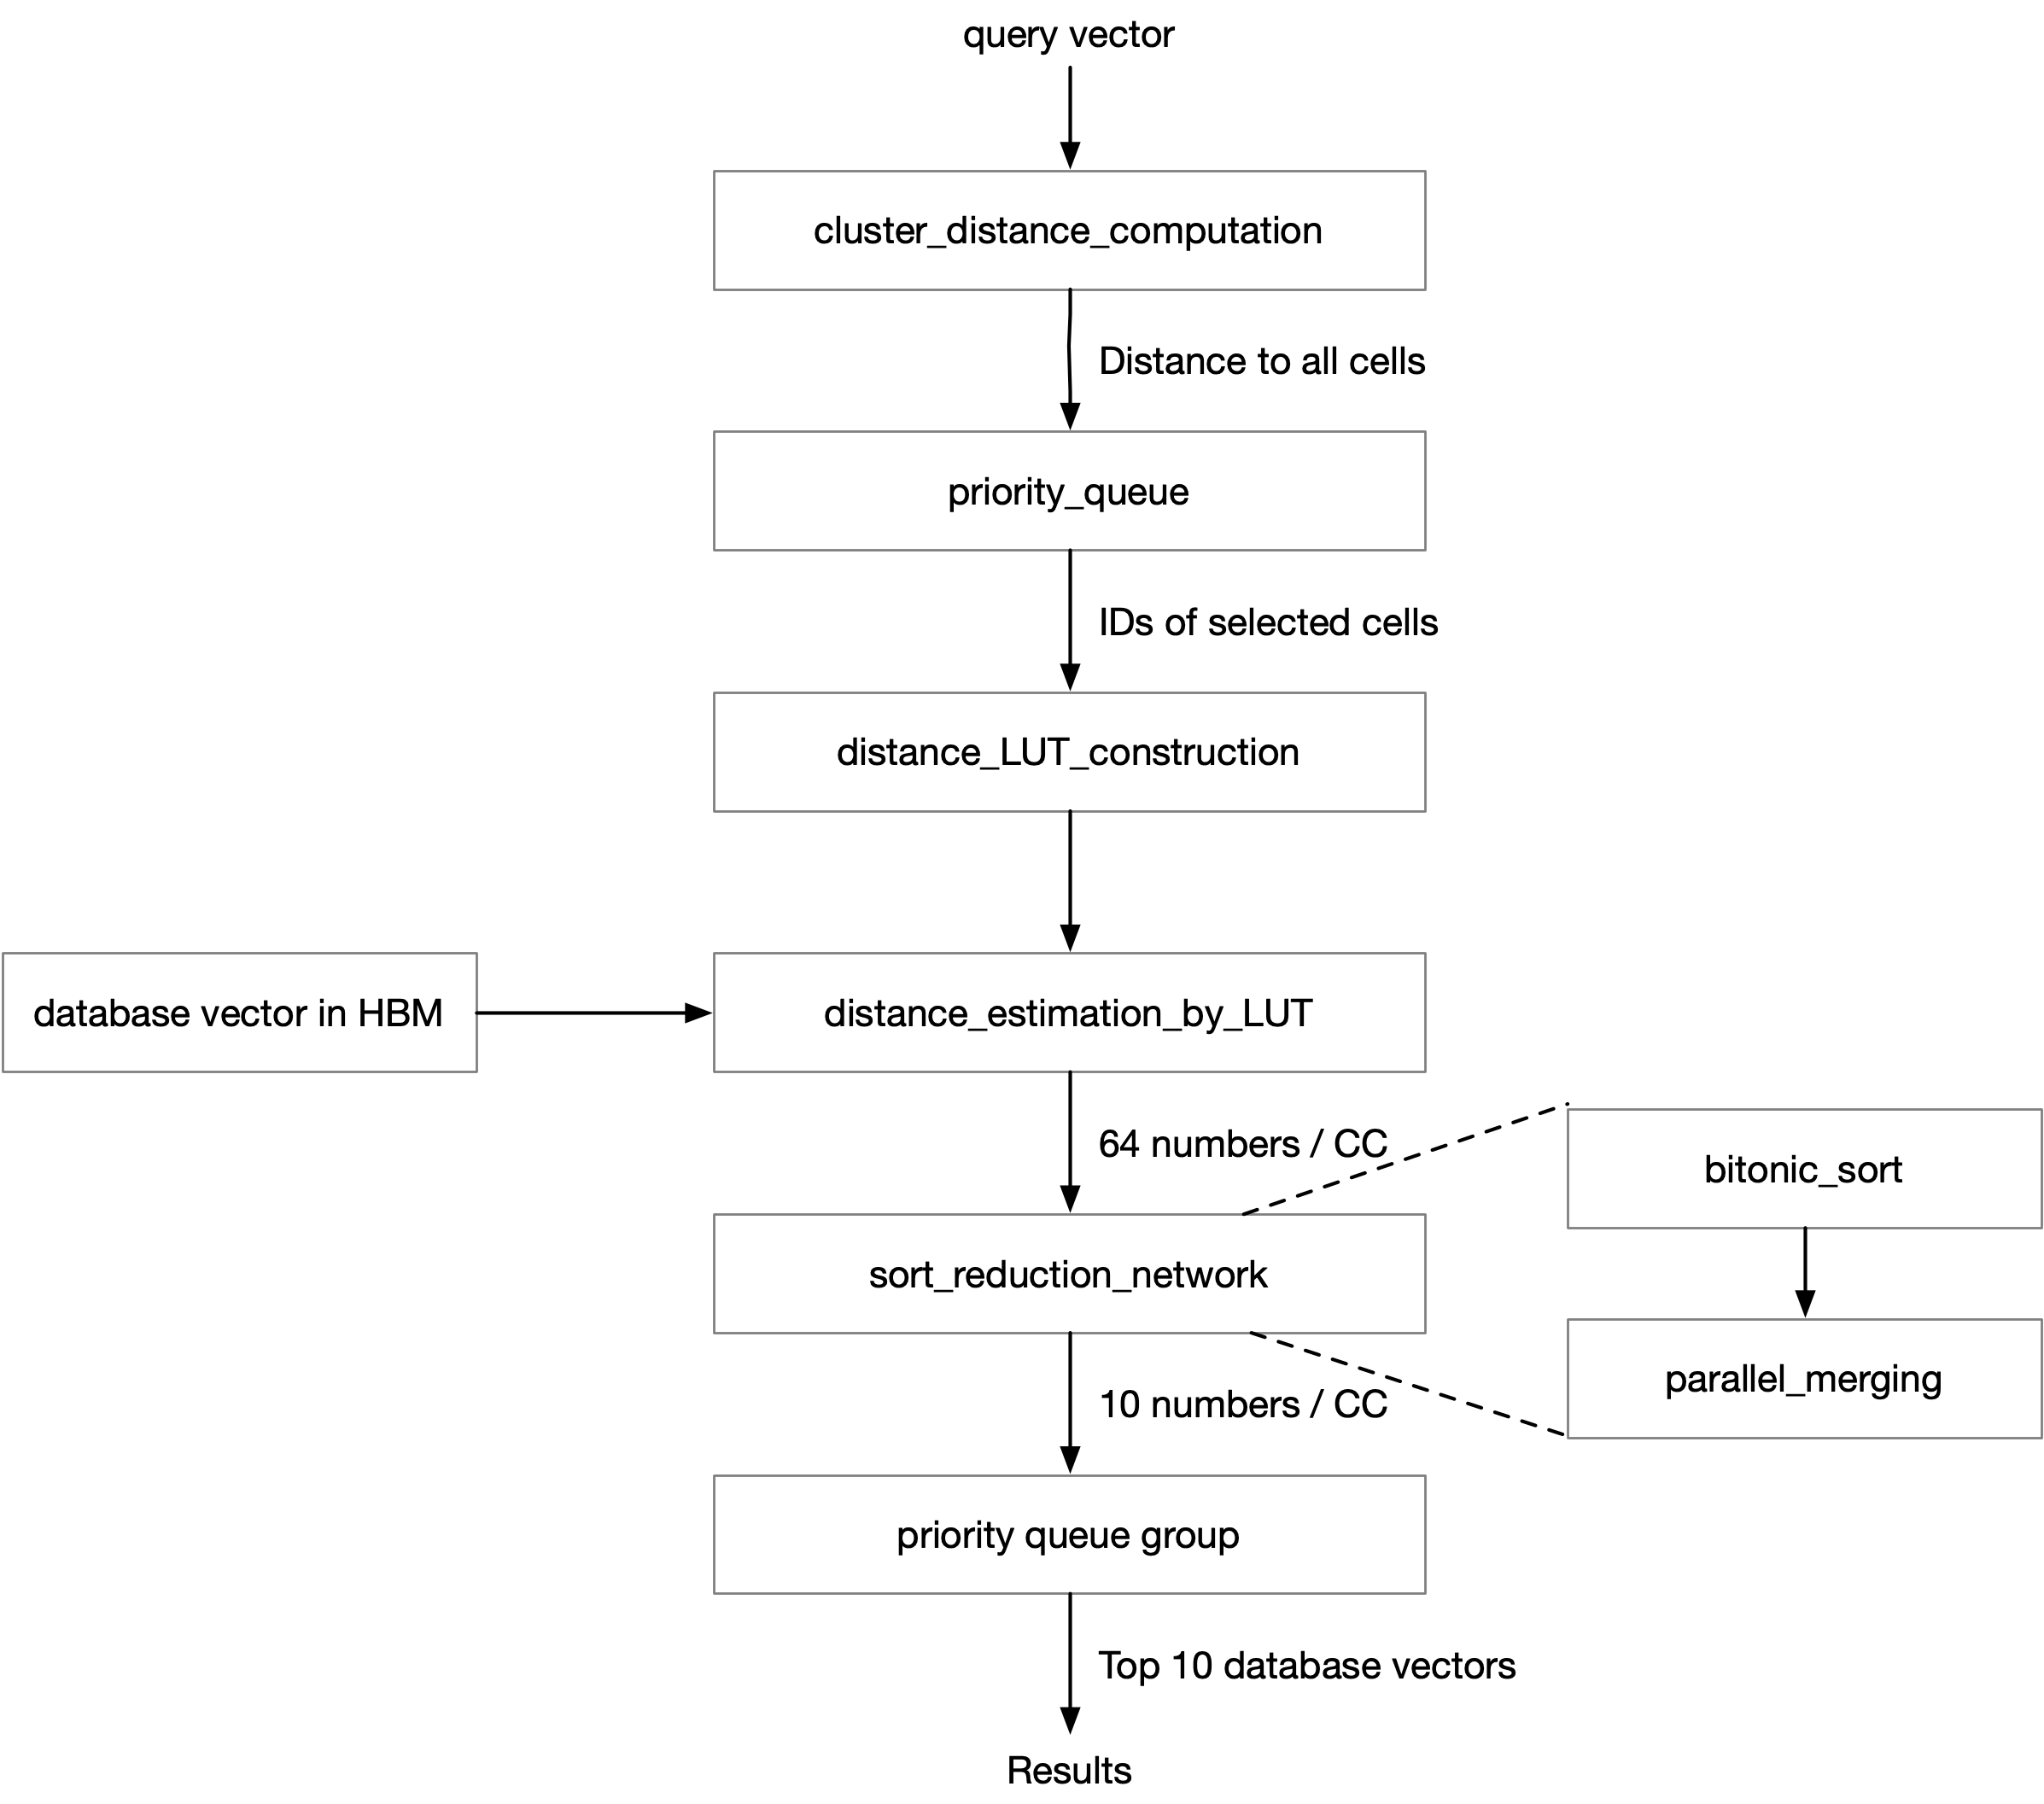 query vector
cluster_distance_computation
Distance to all cells
priority_queue
IDs of selected cells
distance_LUT_construction
database vector in HBM
distance_estimation_by_LUT
64 numbers / CC
bitonic_sort
sort_reduction_network
parallel_merging
10 numbers / CC
priority queue group
Top 10 database vectors
Results